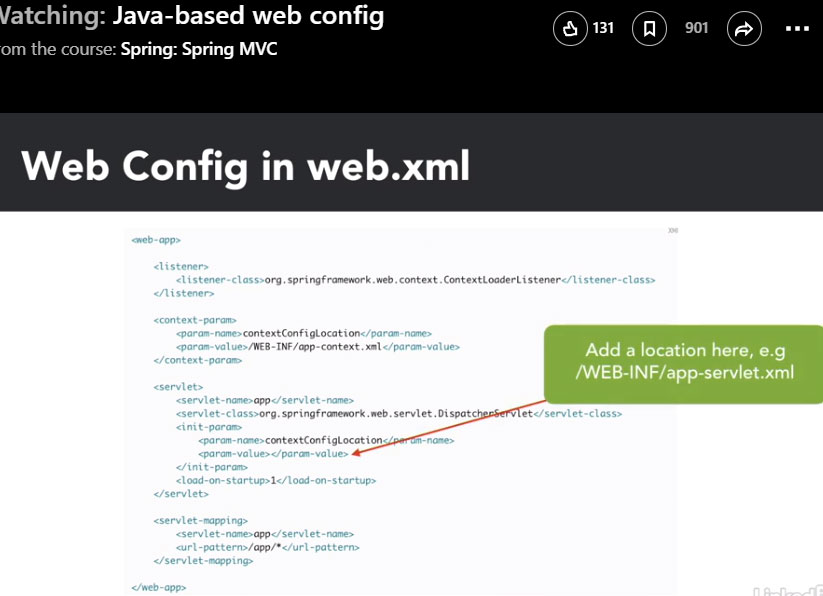 Watching: Java-based web config
from the course: Spring: Spring MVC
131
901
Web Config in web.xml
XML
<web-app>
<listener>
<listener-class>org.springframework.web.context.ContextLoaderListener</listener-class>
</listener>
<context-param>
<param-name>contextConfigLocation</param-name>
<param-value>/WEB-INF/app-context.xml</param-value>
</context-param>
<servlet>
<servlet-name>app</servlet-name>
<servlet-class>org.springframework.web.servlet.DispatcherServlet</servlet-class>
<init-param>
<param-name>contextConfigLocation</param-name>
<param-value></param-value>
</init-param>
<load-on-startup>1</load-on-startup>
</servlet>
<servlet-mapping>
<servlet-name>app</servlet-name>
<url-pattern>/app/*</url-pattern>
</servlet-mapping>
</web-app>
Add a location here, e.g
/WEB-INF/app-servlet.xml